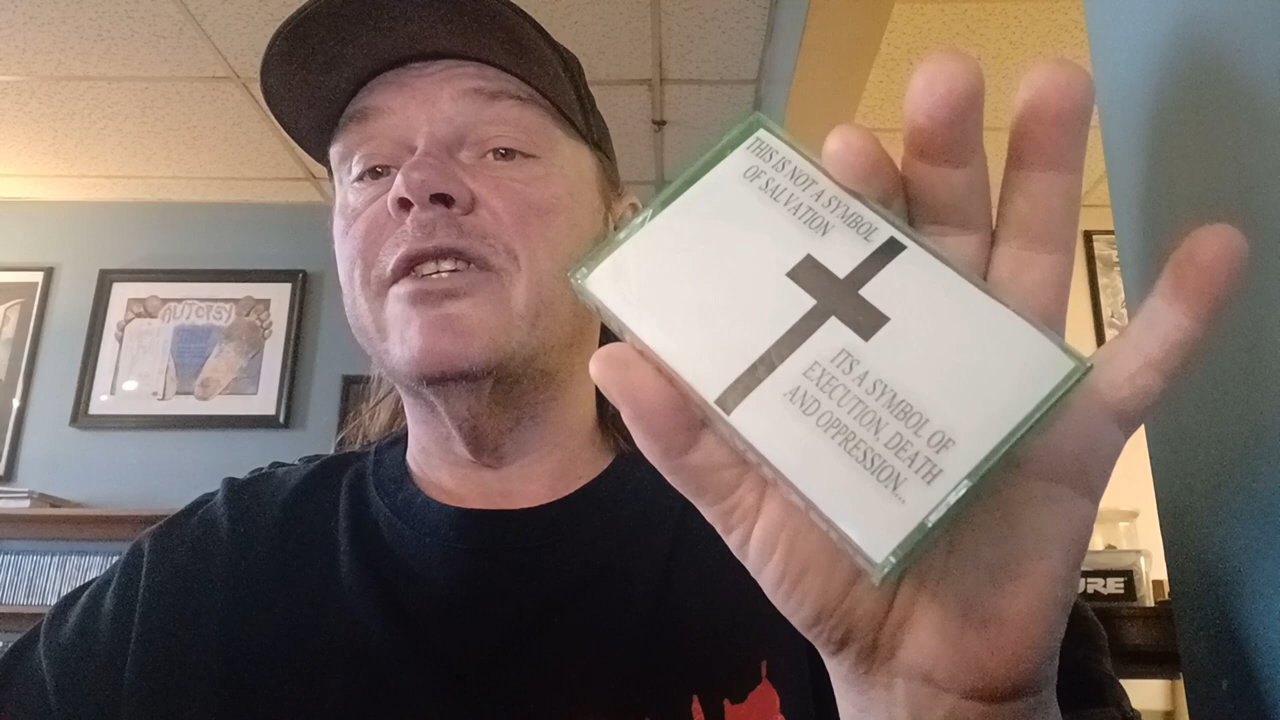 AUTOPSY
THIS IS NOT A SYMBOL
OF SALVATION
ITS A SYMBOL OF
EXECUTION, DEATH
AND OPPRESSION...
URE